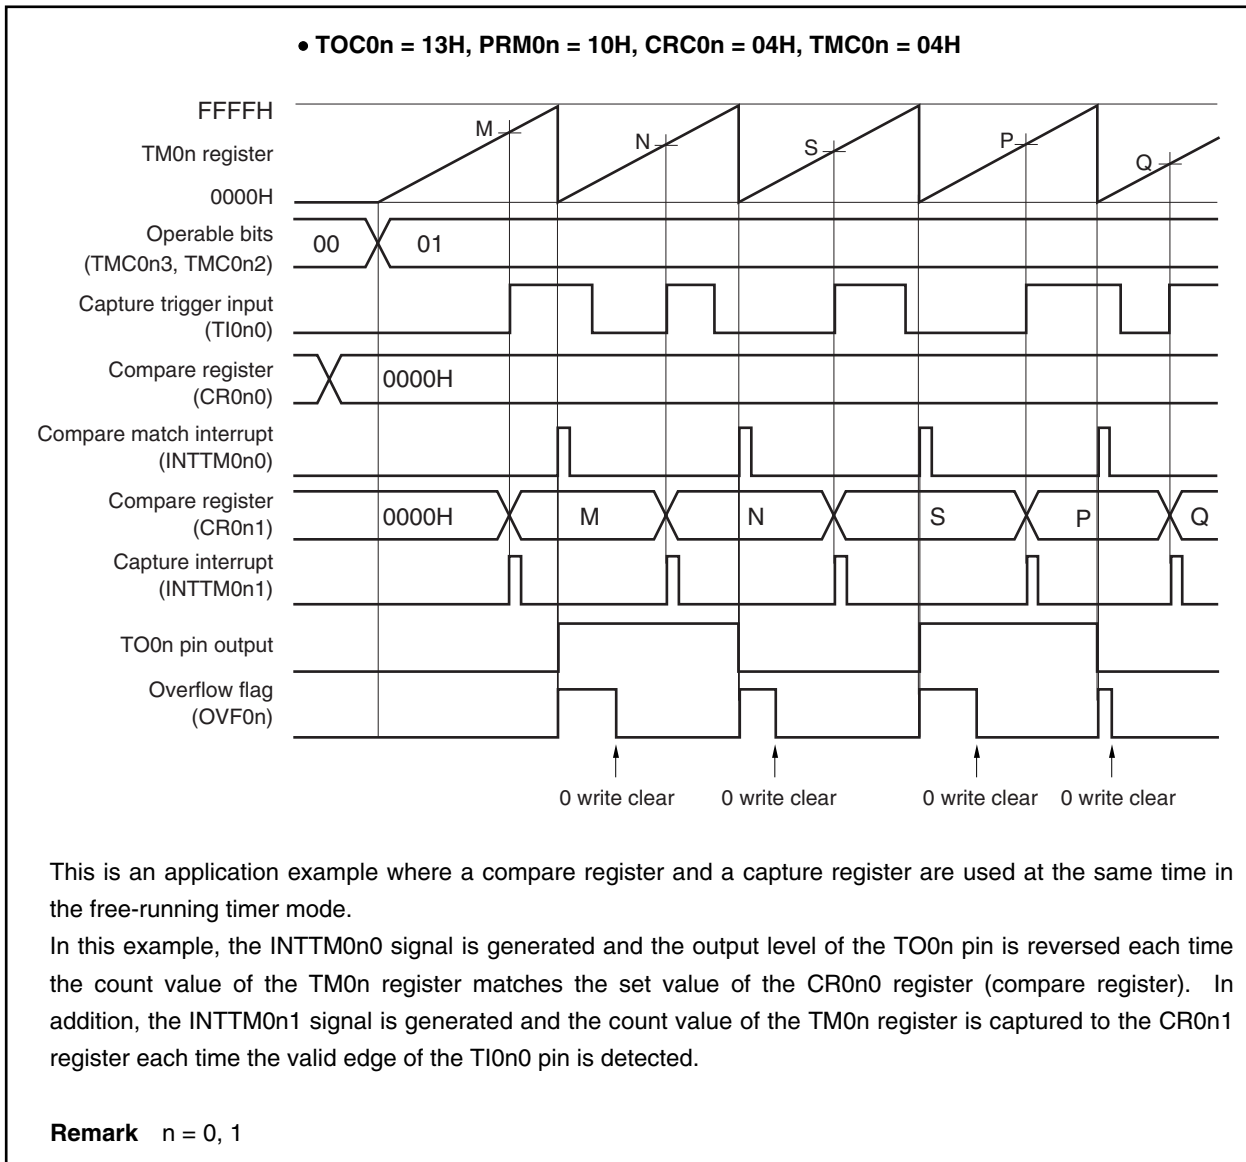 • TOC0n = 13H, PRM0n = 10H, CRC0n = 04H, TMC0n = 04H
FFFFH
TM0n register
0000H
M
N
S
P
Q
Operable bits
(TMC0n3, TMC0n2)
00
01
Capture trigger input
(TI0n0)
Compare register
(CR0n0)
0000H
Compare match interrupt
(INTTM0n0)
Compare register
(CR0n1)
0000H
M
N
S
P
Q
Capture interrupt
(INTTM0n1)
TO0n pin output
Overflow flag
(OVF0n)
0 write clear
0 write clear
0 write clear
0 write clear
This is an application example where a compare register and a capture register are used at the same time in
the free-running timer mode.
In this example, the INTTM0n0 signal is generated and the output level of the TO0n pin is reversed each time
the count value of the TM0n register matches the set value of the CR0n0 register (compare register). In
addition, the INTTM0n1 signal is generated and the count value of the TM0n register is captured to the CR0n1
register each time the valid edge of the TI0n0 pin is detected.
Remark n = 0, 1